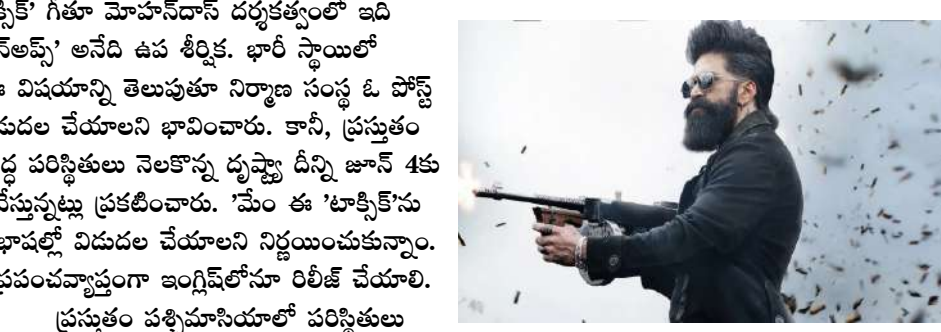 క్సిక్’ గీతూ మోహన్‌దాస్ దర్శకత్వంలో ఇది
న్‌అప్స్’ అనేది ఉప శీర్షిక. భారీ స్థాయిలో
విషయాన్ని తెలుపుతూ నిర్మాణ సంస్థ ఓ పోస్ట్
డుదల చేయాలని భావించారు. కానీ, ప్రస్తుతం
ద్ధ పరిస్థితులు నెలకొన్న దృష్ట్యా దీన్ని జూన్ 4కు
నేస్తున్నట్లు ప్రకటించారు. ’మేం ఈ ’టాక్సిక్’ను
భాషల్లో విడుదల చేయాలని నిర్ణయించుకున్నాం.
ప్రపంచవ్యాప్తంగా ఇంగ్లిష్‌లోనూ రిలీజ్ చేయాలి.
ప్రస్తుతం పశ్చిమాసియాలో పరిస్థితులు